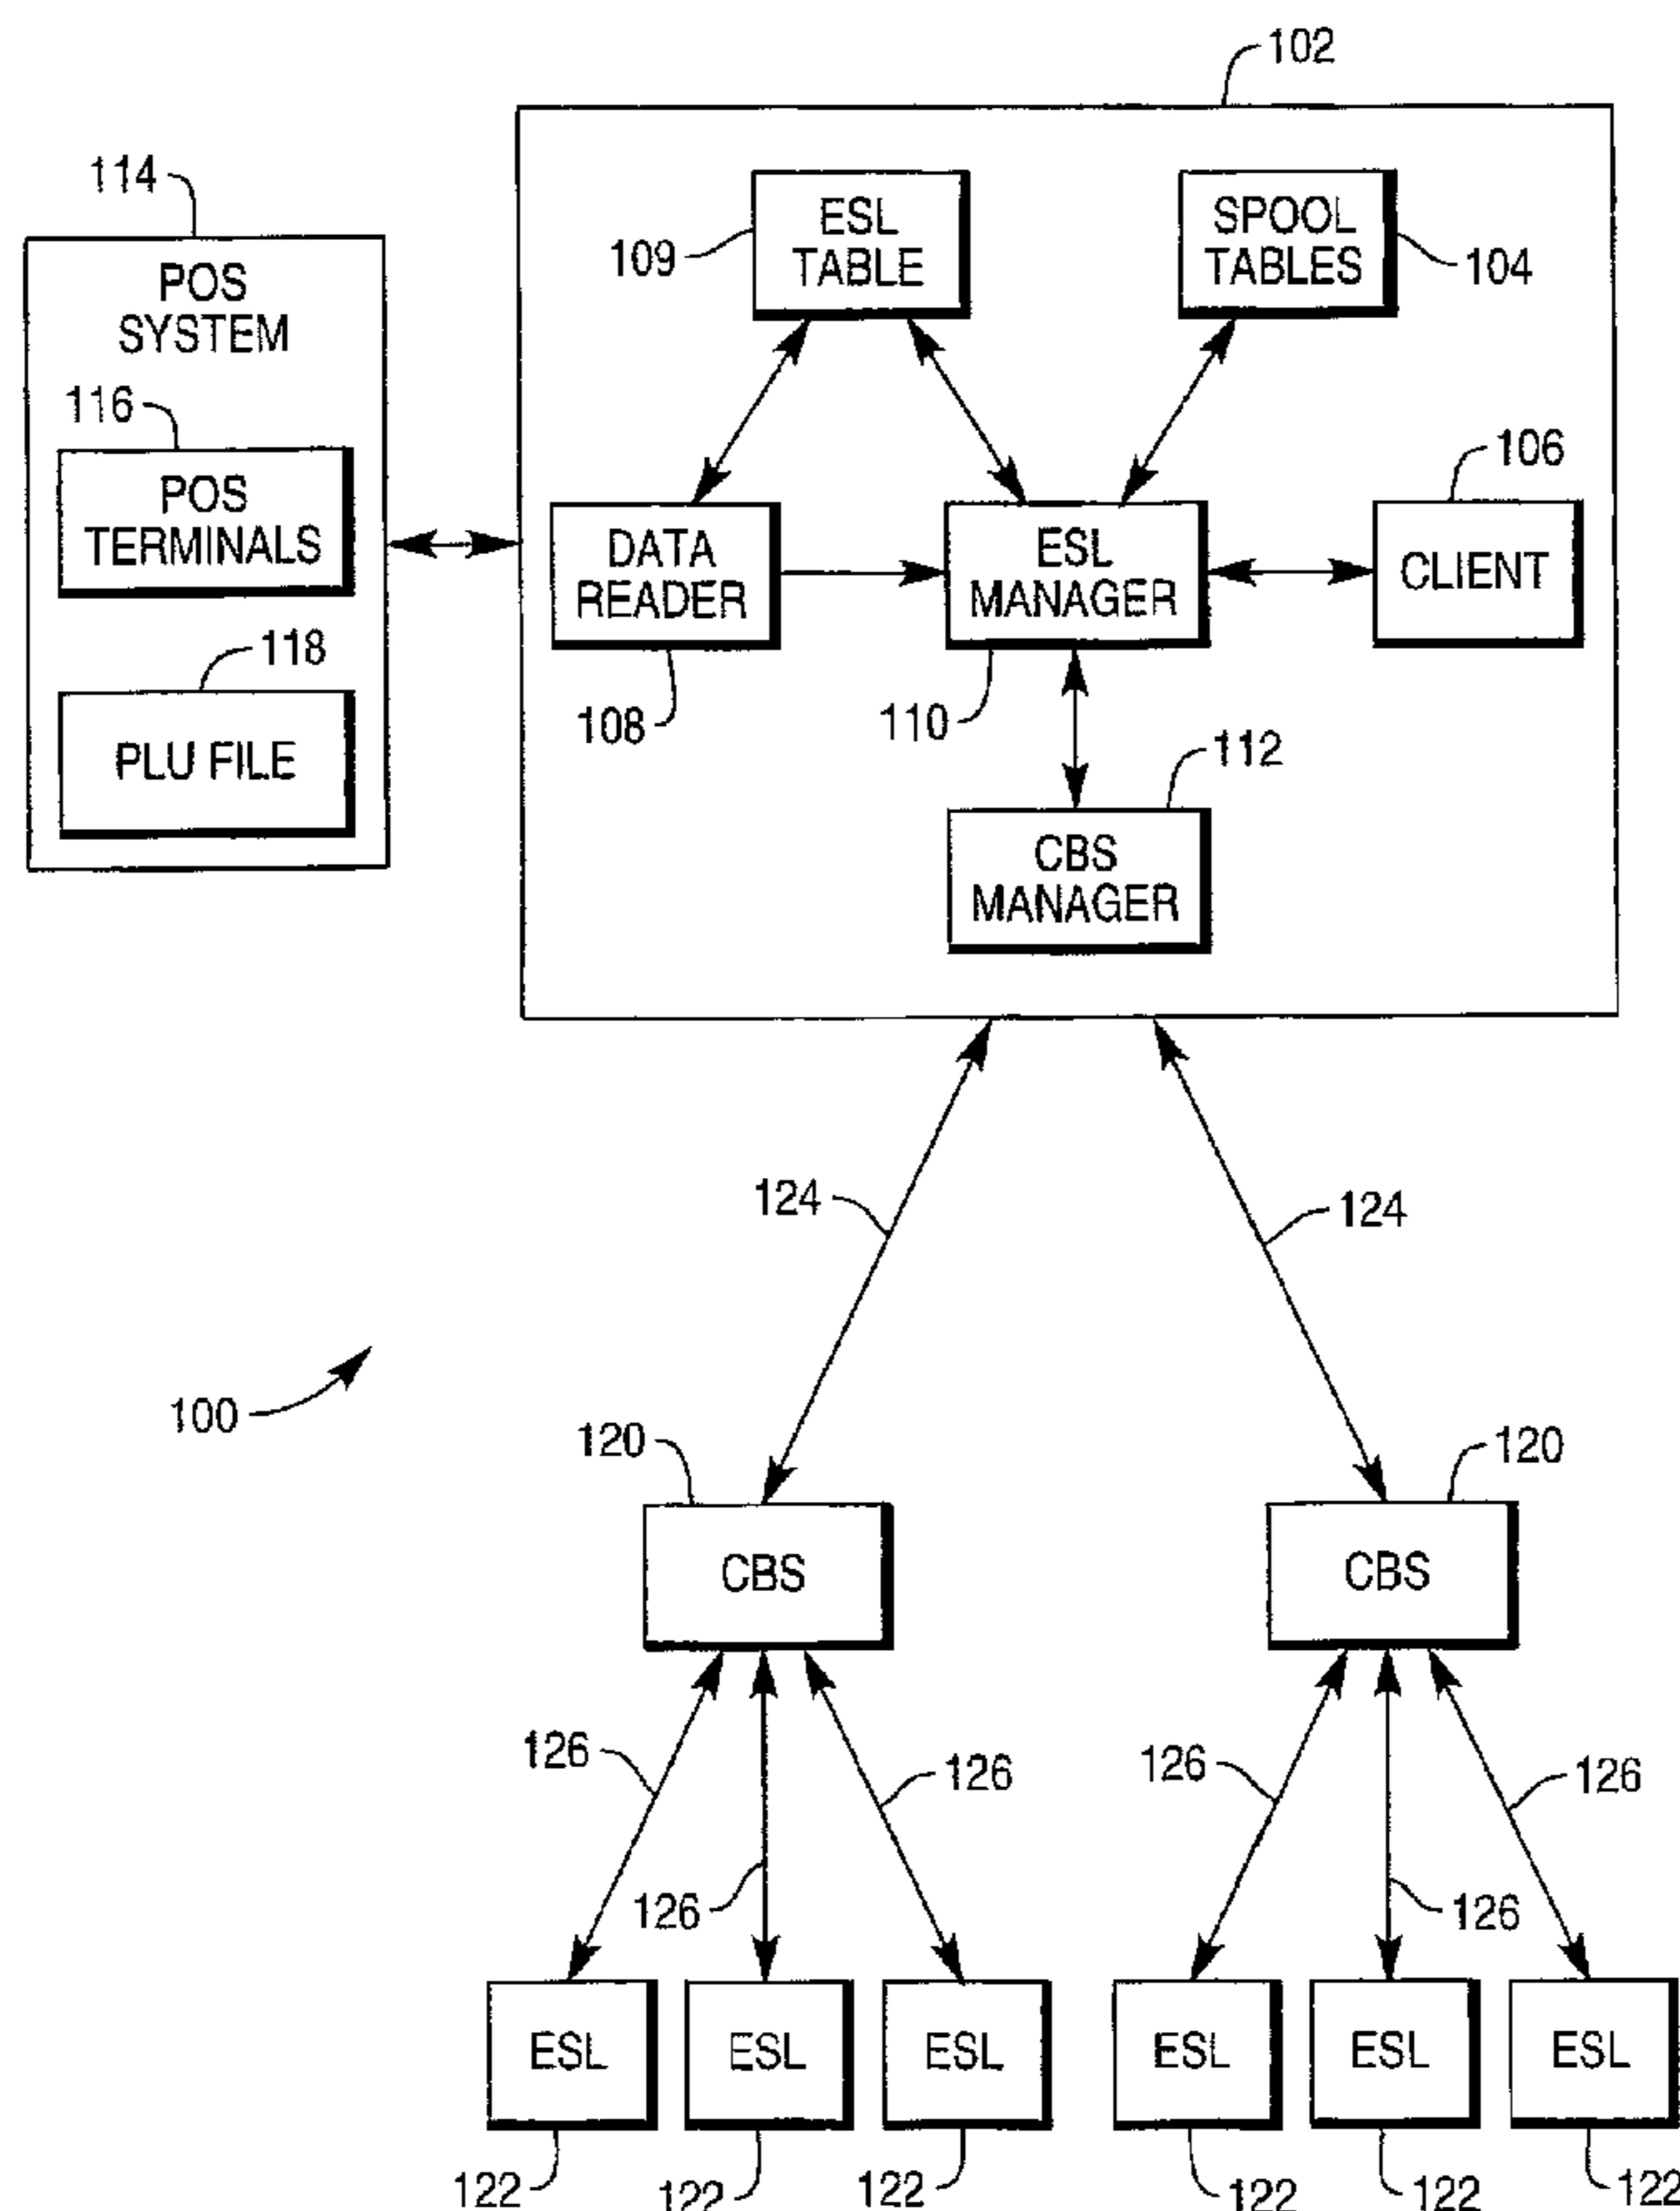 102
114
POS
SYSTEM
116
POS
TERMINALS
118
PLU FILE
109
ESL
TABLE
SPOOL
TABLES
104
106
DATA
READER
ESL
MANAGER
CLIENT
108
110
112
CBS
MANAGER
124
124
100
120
120
CBS
CBS
126
126
126
126
126
126
ESL
ESL
ESL
ESL
ESL
ESL
122
122
122
122
122
122